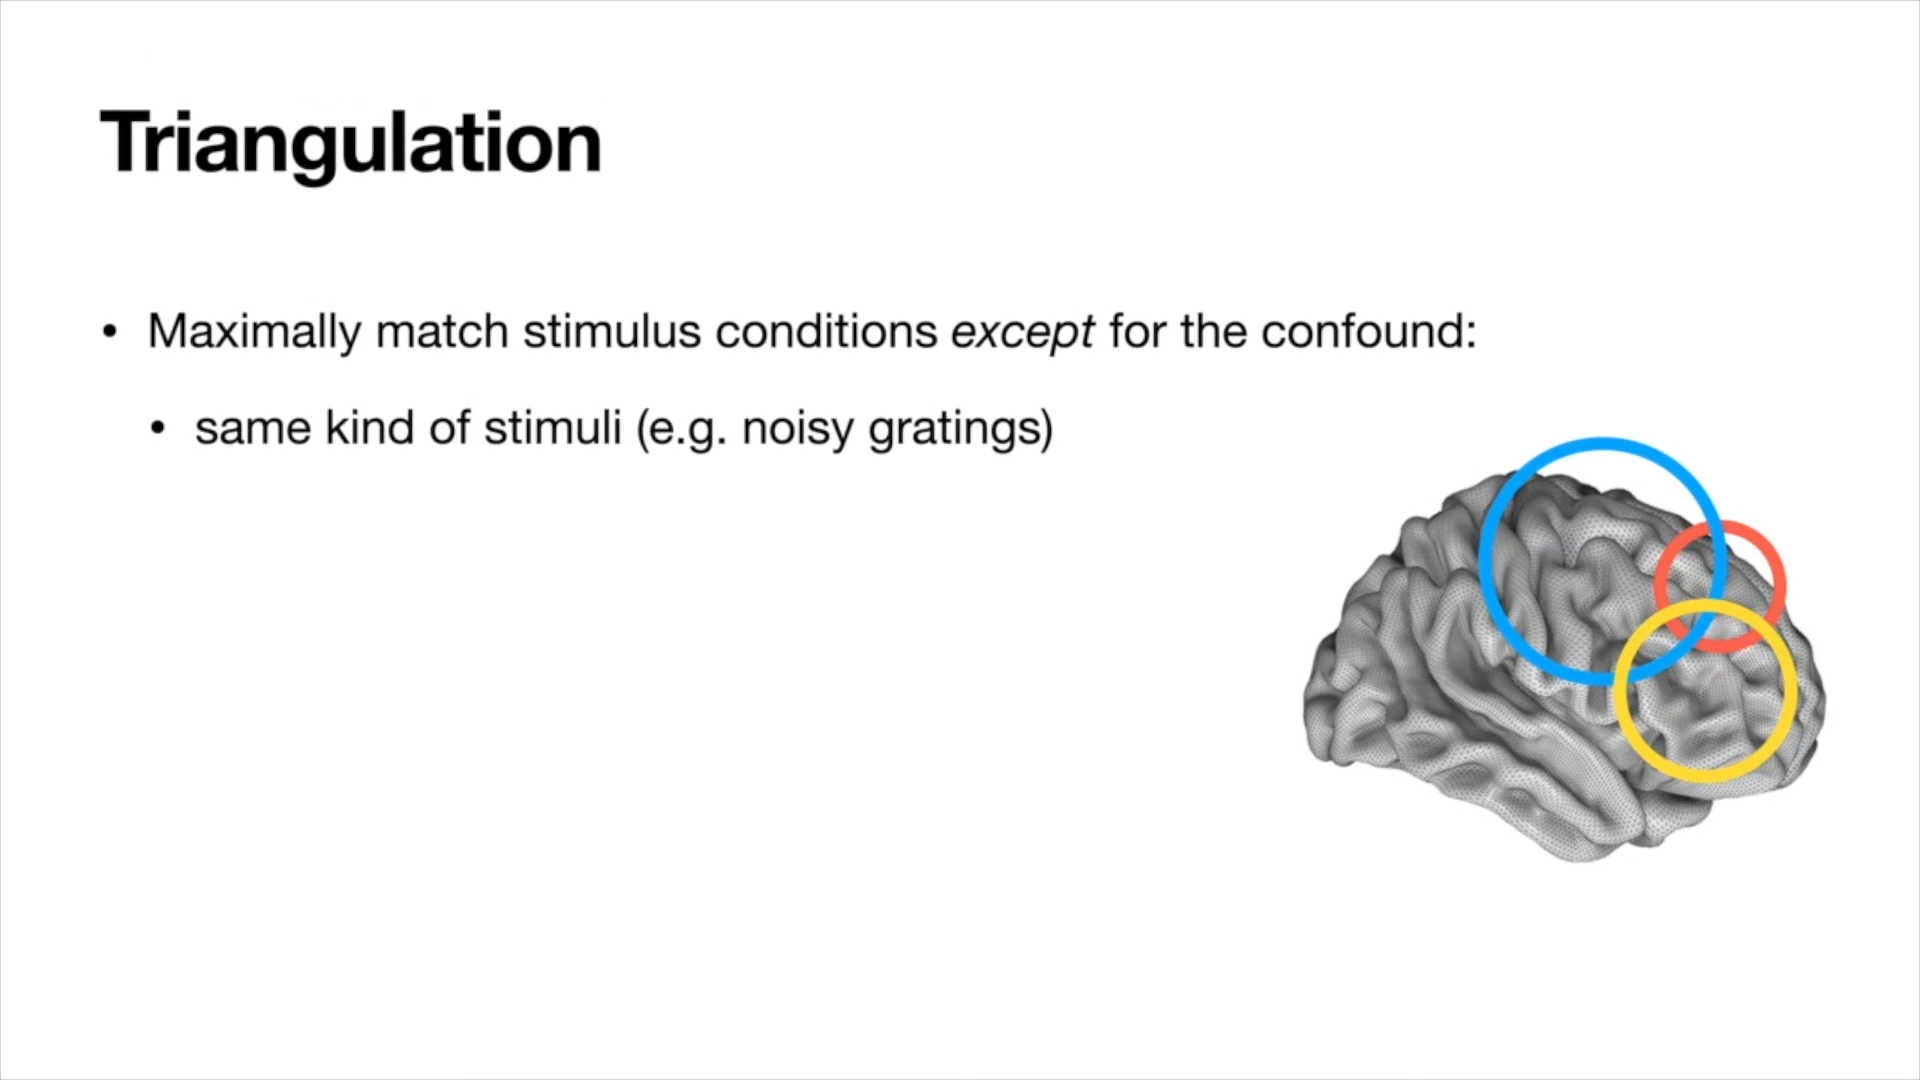 Triangulation
• Maximally match stimulus conditions except for the confound:
• same kind of stimuli (e.g. noisy gratings)